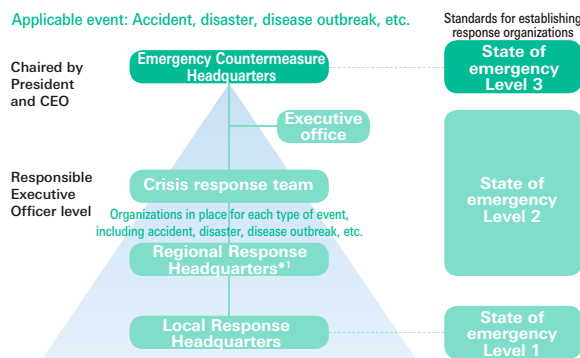 Applicable event: Accident, disaster, disease outbreak, etc.
Standards for establishing
response organizations
Chaired by
President
and CEO
Emergency Countermeasure
Headquarters
State of
emergency
Level 3
Executive
office
Responsible
Executive
Officer level
Crisis response team
Organizations in place for each type of event,
including accident, disaster, disease outbreak, etc.
Regional Response
Headquarters*1
State of
emergency
Level 2
Local Response
Headquarters
State of
emergency
Level 1